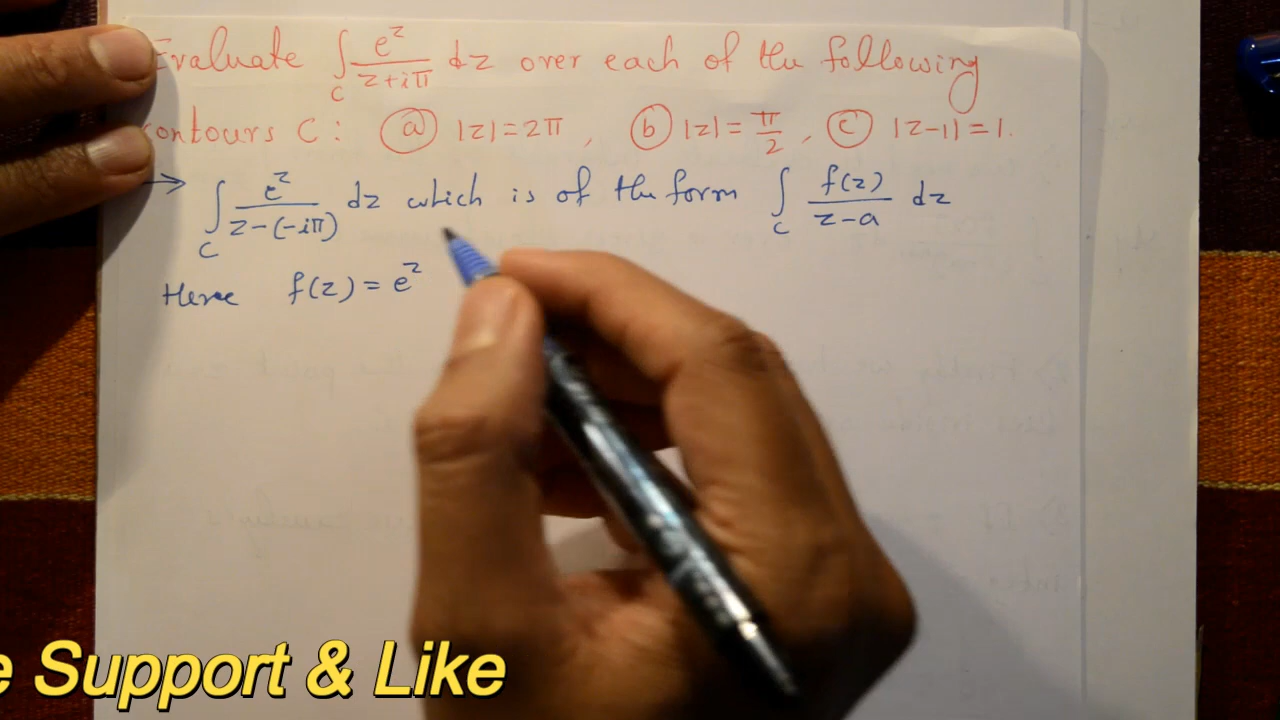 Evaluate ∫_C e^z/(z+iπ) dz over each of the following
contours C: (a) |z|=2π, (b) |z|=π/2, (c) |z-1|=1.
→ ∫_C e^z/(z-(-iπ)) dz which is of the form ∫_C f(z)/(z-a) dz
Here f(z) = e^z
e Support & Like